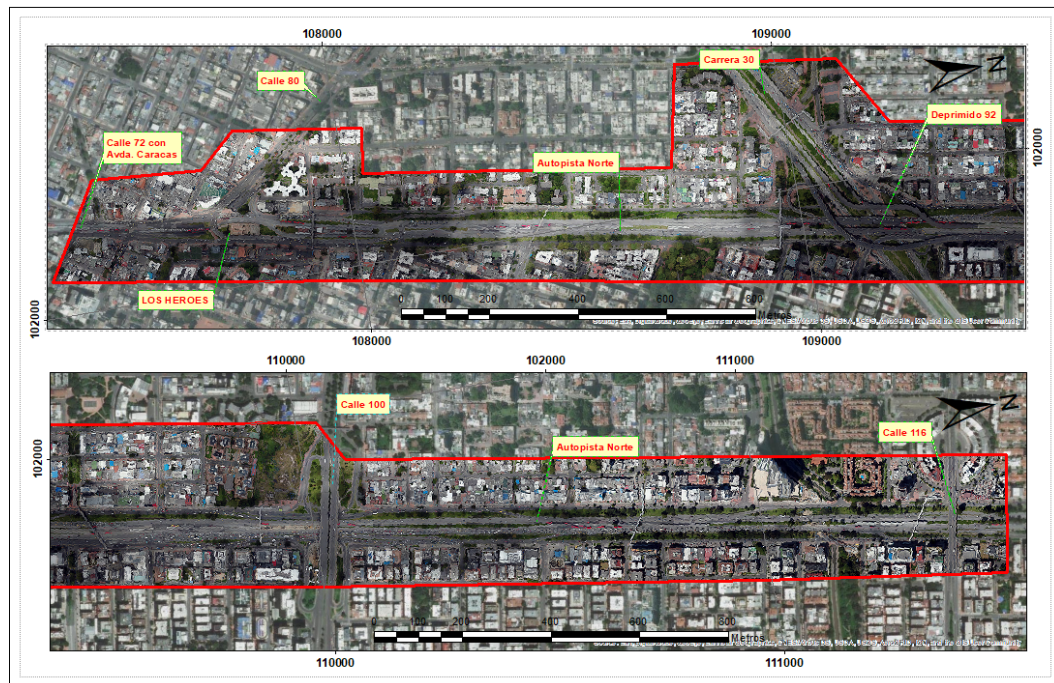 108000
109000
Calle 80
Carrera 30
N
Deprimido 92
Calle 72 con
Avda. Caracas
Autopista Norte
102000
LOS HEROES
0 100 200 400 600 800
Metros
102000
108000
109000
110000
102000
111000
Calle 100
N
Calle 116
Autopista Norte
102000
0 100 200 400 600 800
Metros
110000
111000